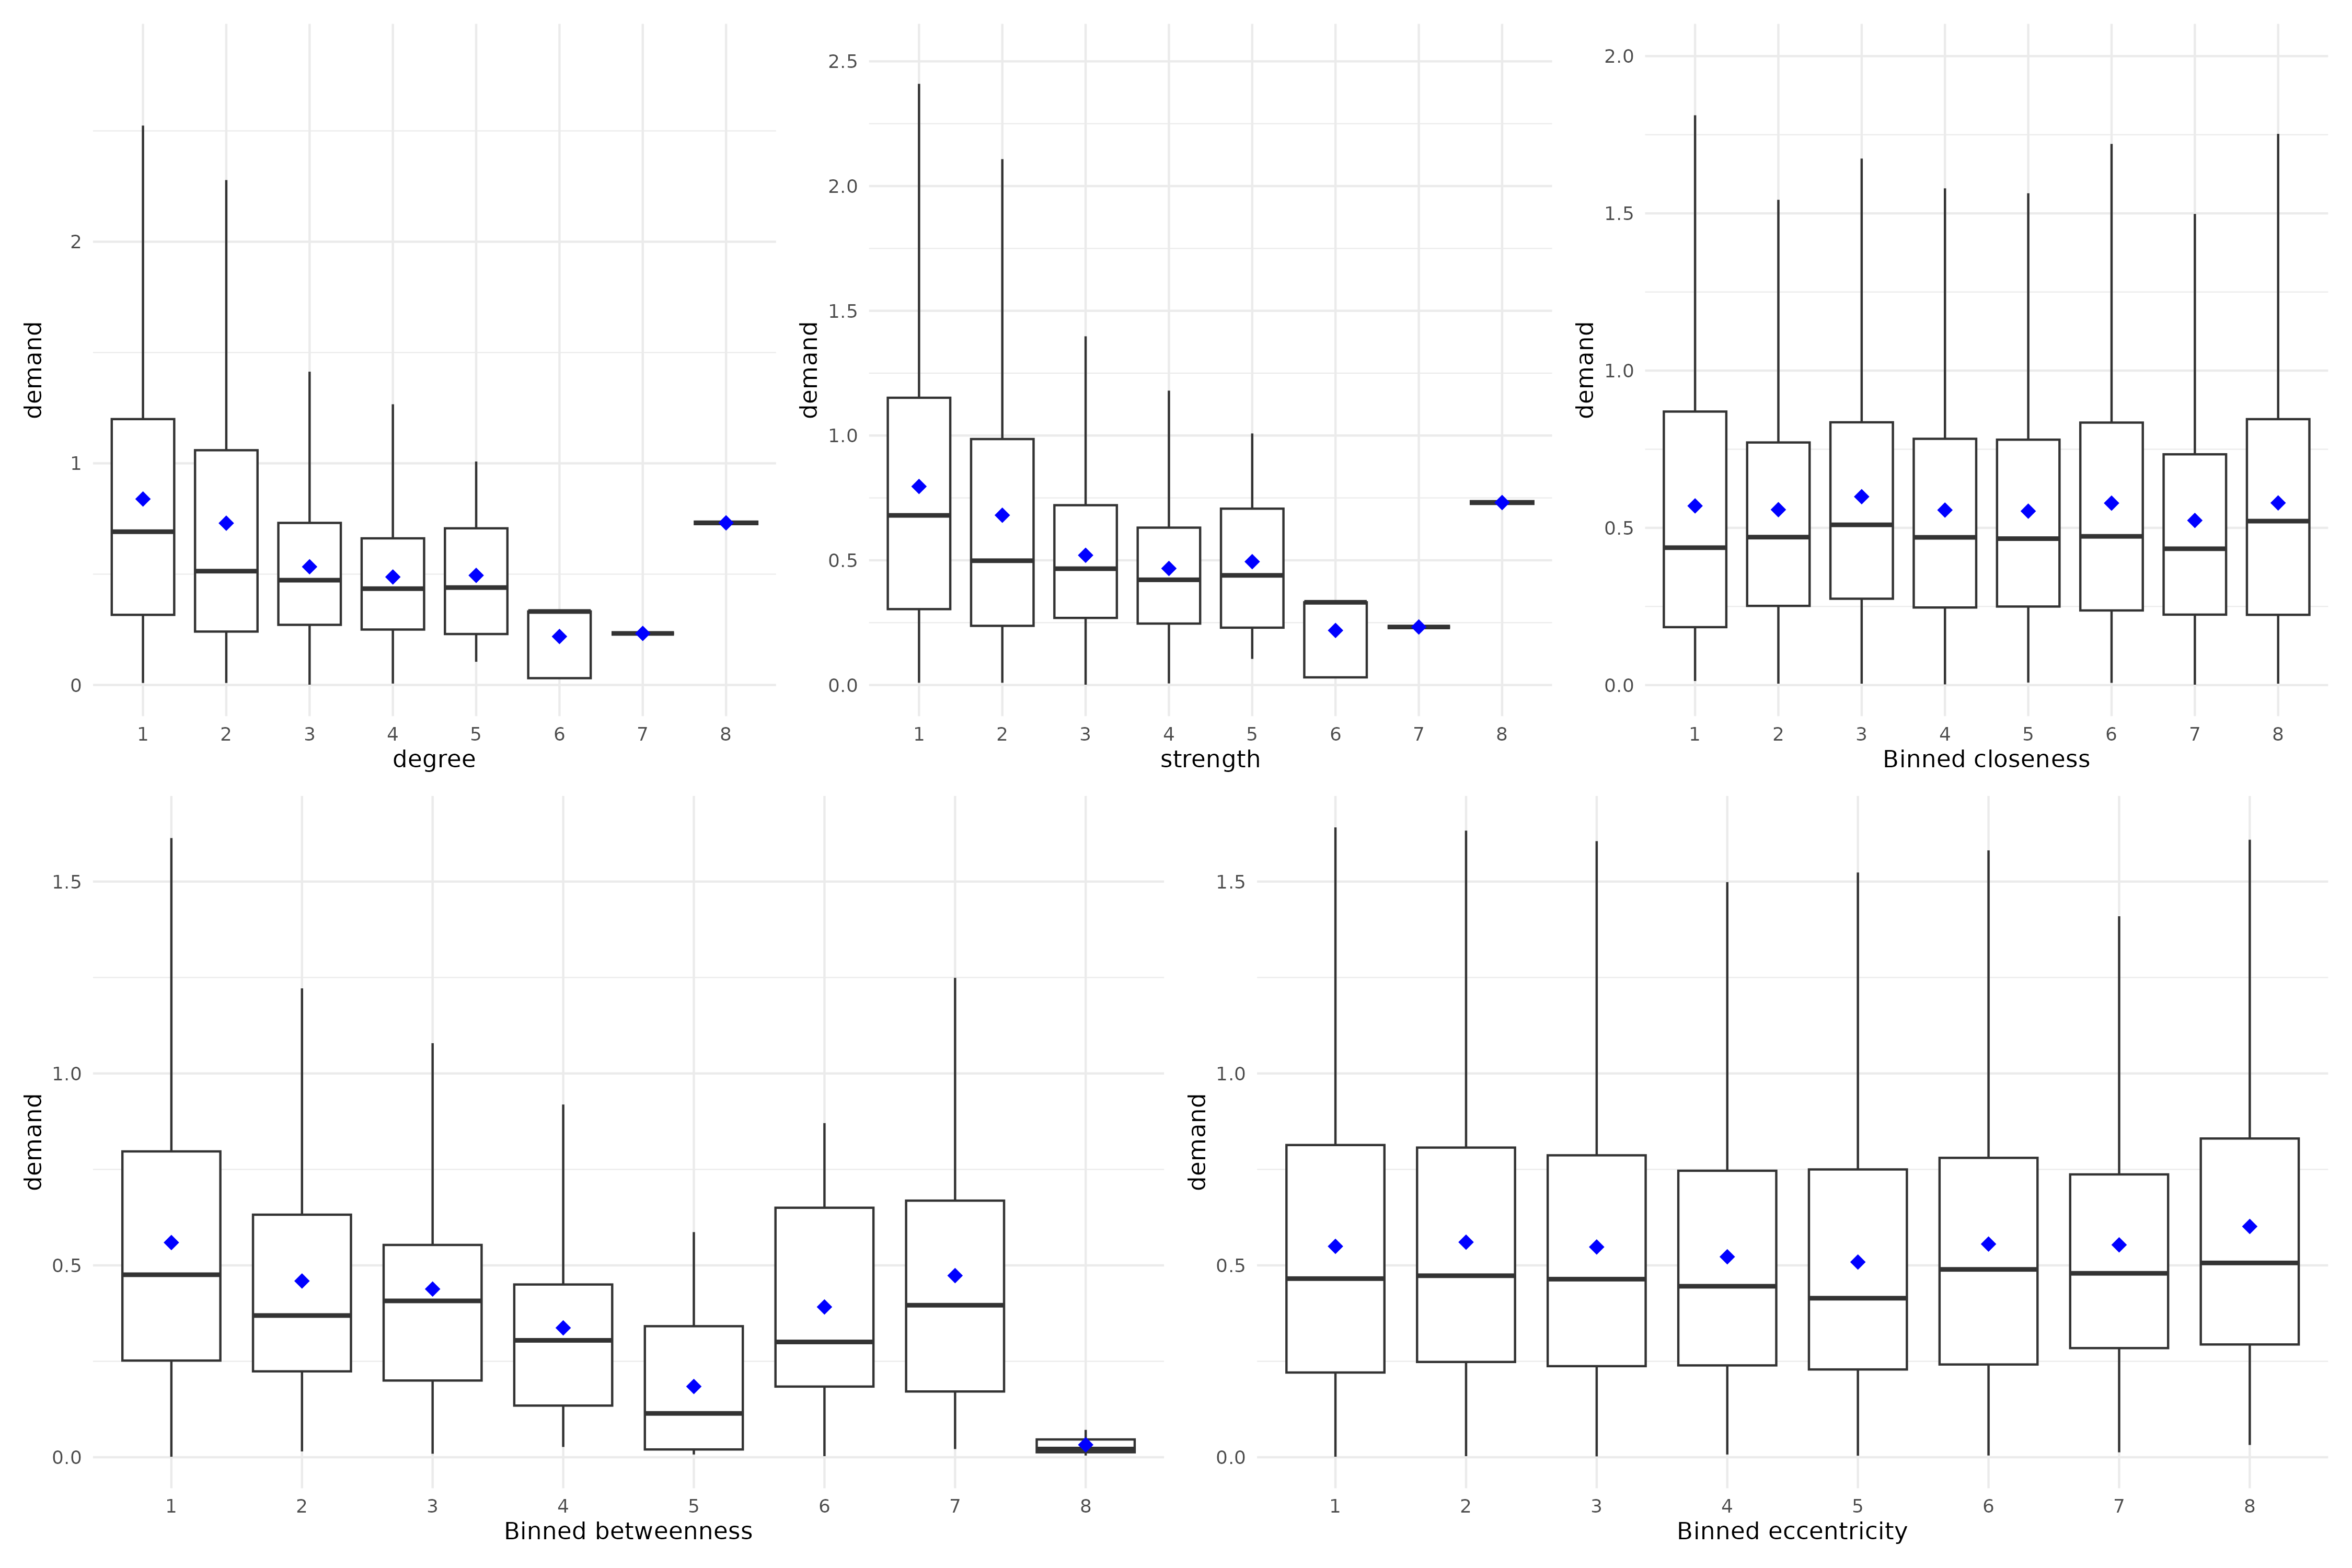 demand
2
1
0
1 2 3 4 5 6 7 8
degree
demand
2.5
2.0
1.5
1.0
0.5
0.0
1 2 3 4 5 6 7 8
strength
demand
2.0
1.5
1.0
0.5
0.0
1 2 3 4 5 6 7 8
Binned closeness
demand
1.5
1.0
0.5
0.0
1 2 3 4 5 6 7 8
Binned betweenness
demand
1.5
1.0
0.5
0.0
1 2 3 4 5 6 7 8
Binned eccentricity